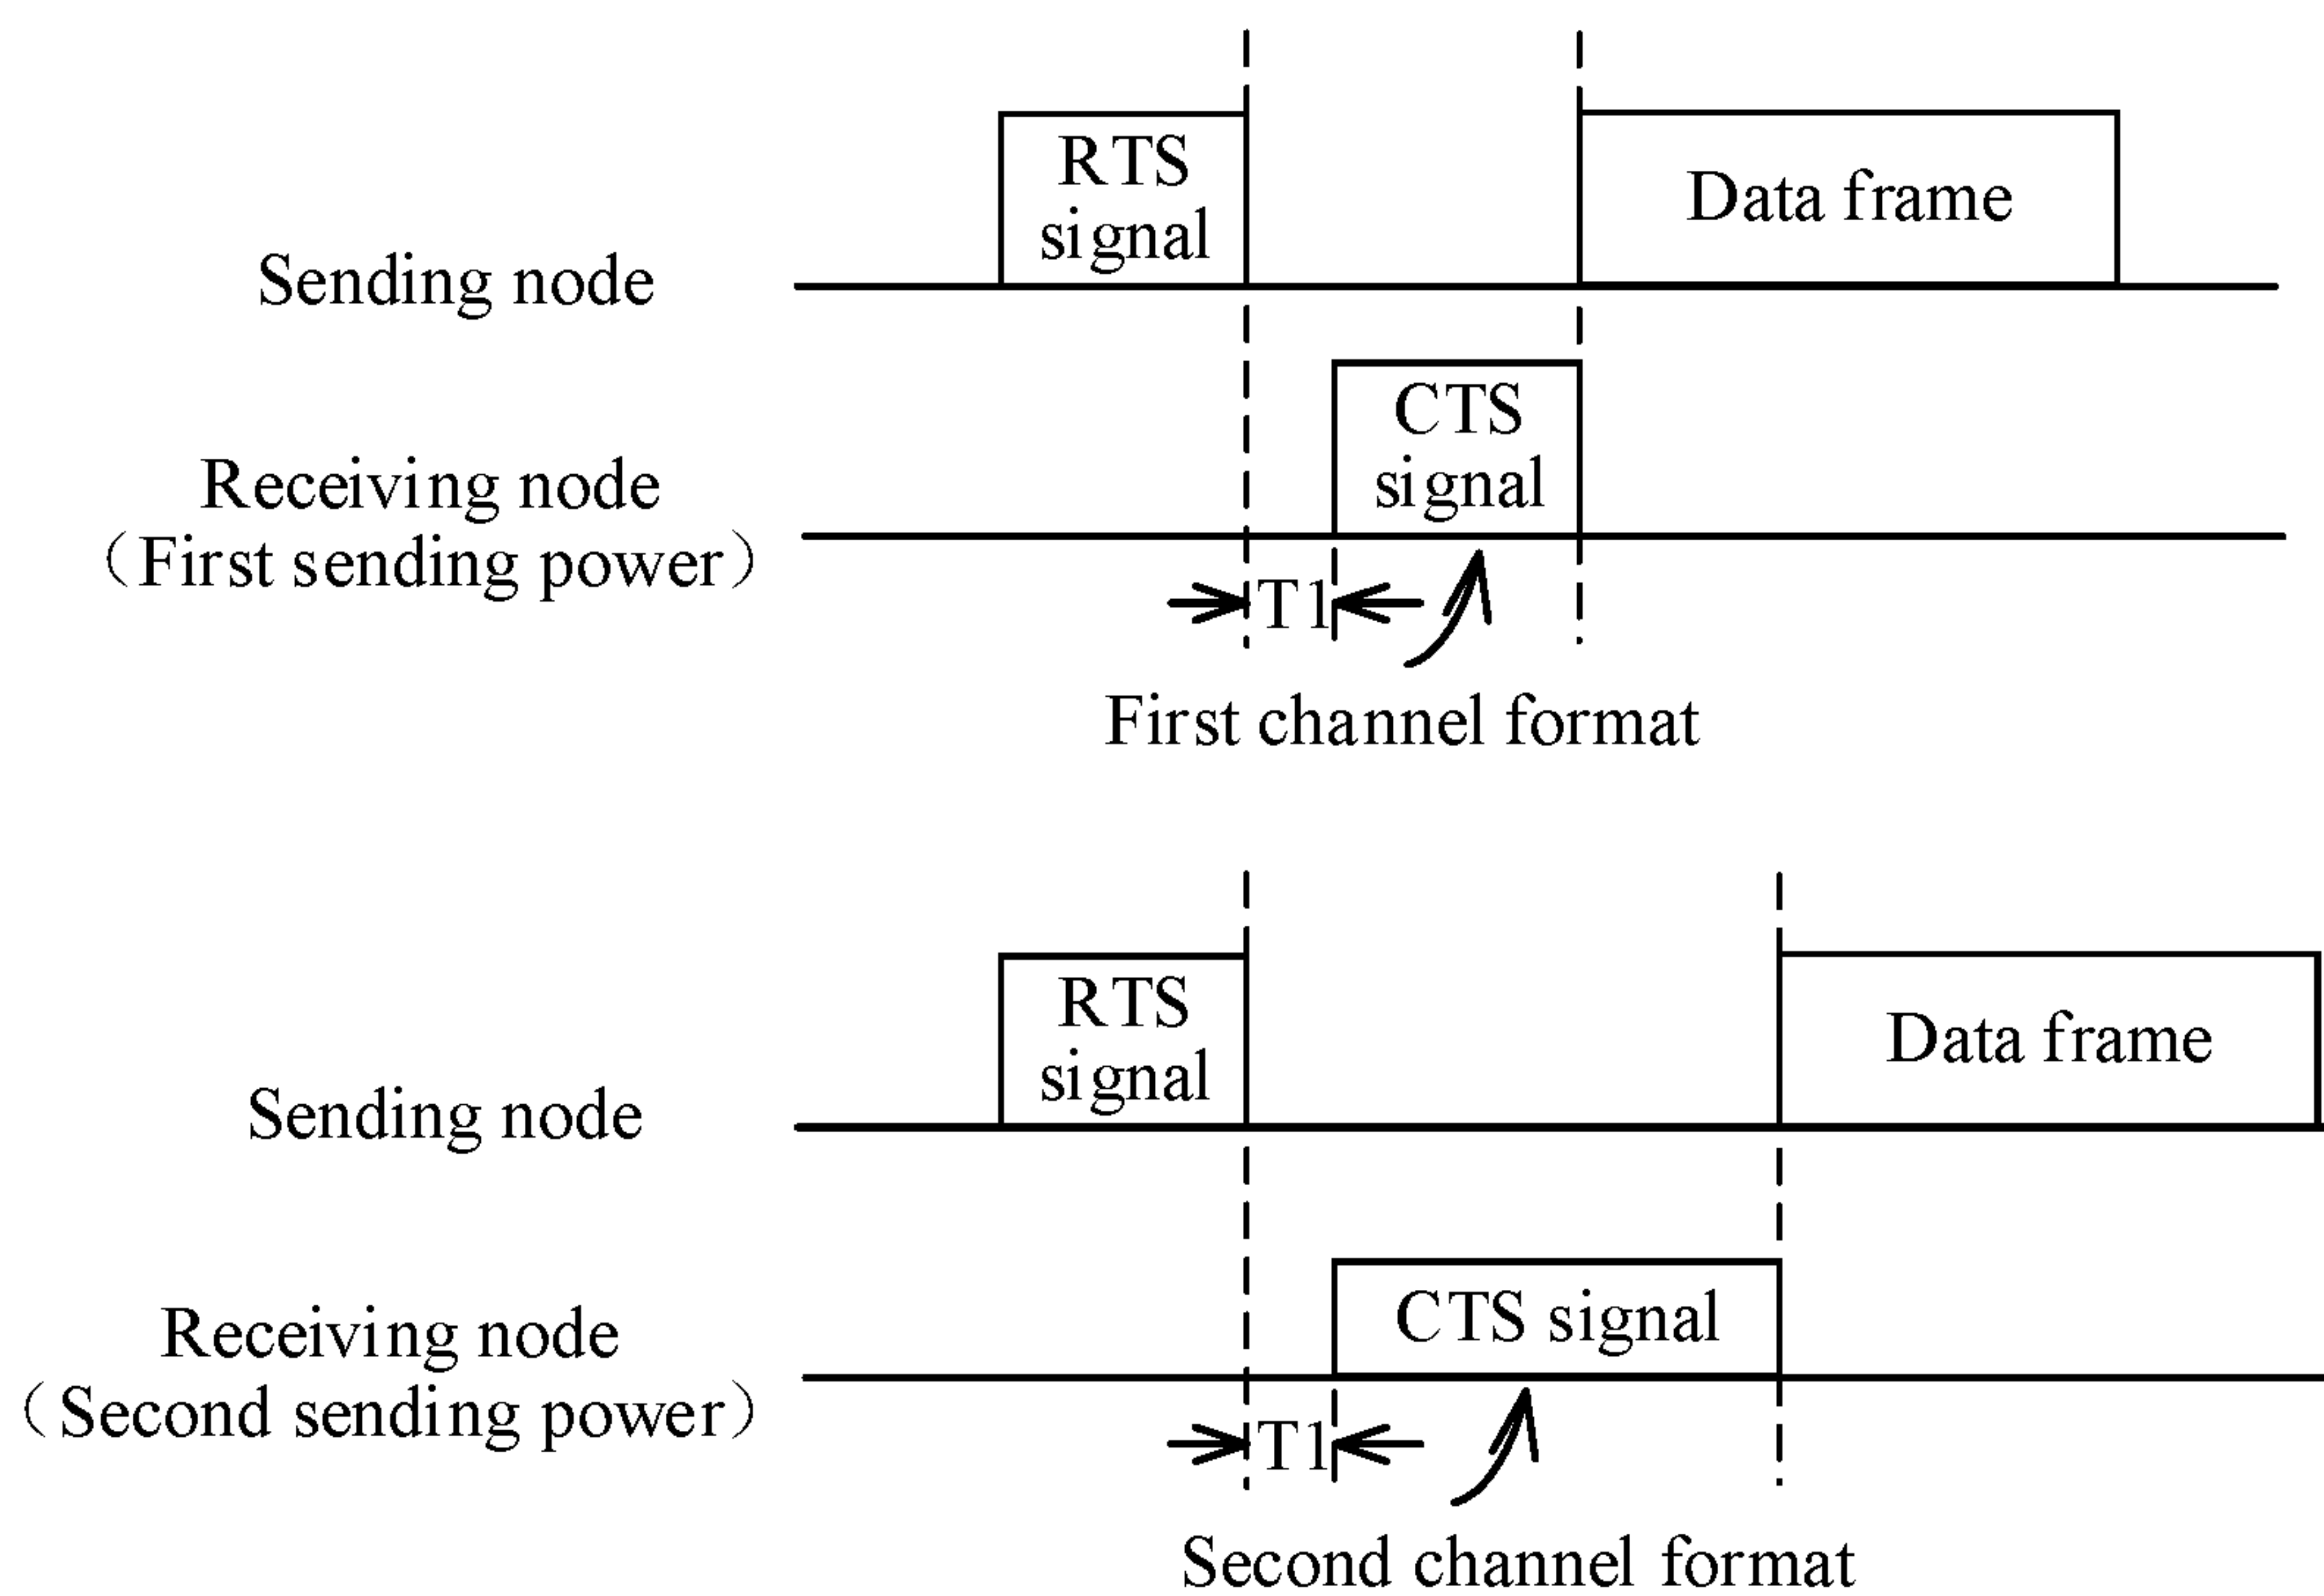 RTS
signal
Data frame
Sending node
CTS
signal
Receiving node
（First sending power）
T1
First channel format
RTS
signal
Data frame
Sending node
CTS signal
Receiving node
（Second sending power）
T1
Second channel format